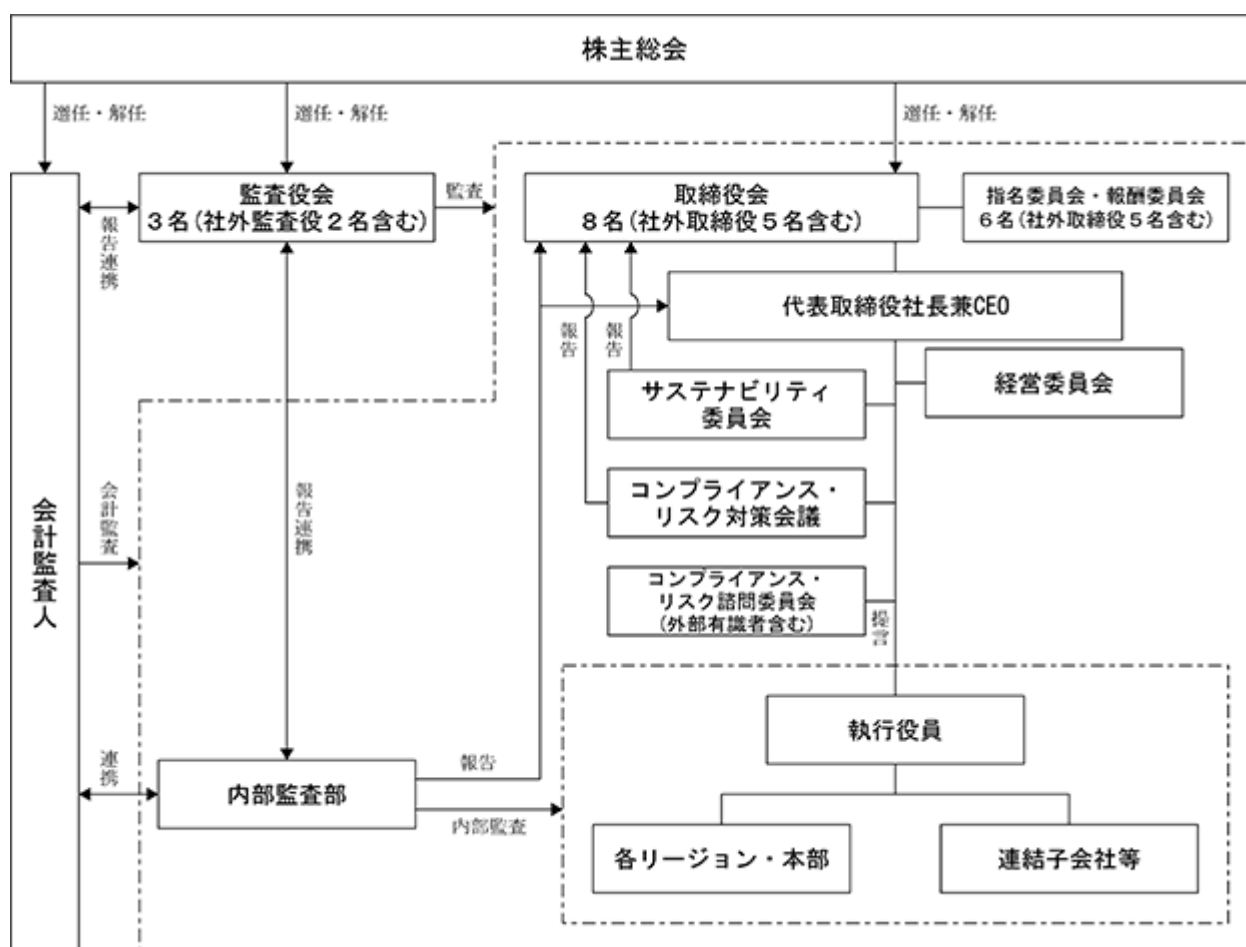 株主総会
選任・解任
選任・解任
選任・解任
監査役会
3名(社外監査役2名含む)
監査
取締役会
8名(社外取締役5名含む)
指名委員会・報酬委員会
6名(社外取締役5名含む)
報告連携
代表取締役社長兼CEO
報告
報告
経営委員会
サステナビリティ
委員会
コンプライアンス・
リスク対策会議
会計監査人
会計監査
報告連携
コンプライアンス・
リスク諮問委員会
(外部有識者含む)
提言
執行役員
連携
内部監査部
報告
内部監査
各リージョン・本部
連結子会社等